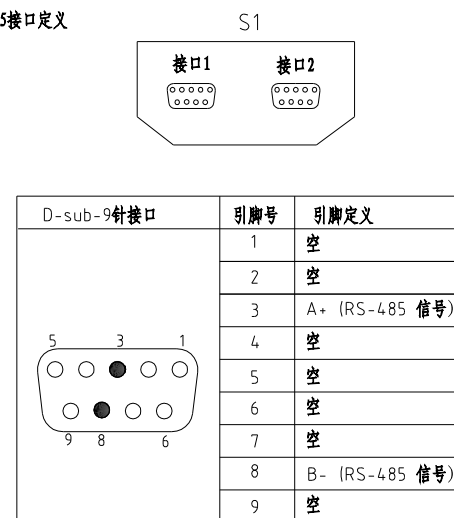 5接口定义
S1
接口1 接口2
D-sub-9针接口 引脚号 引脚定义
1 空
2 空
3 A+ (RS-485 信号)
4 空
5 空
6 空
7 空
8 B- (RS-485 信号)
9 空
5 3 1
9 8 6